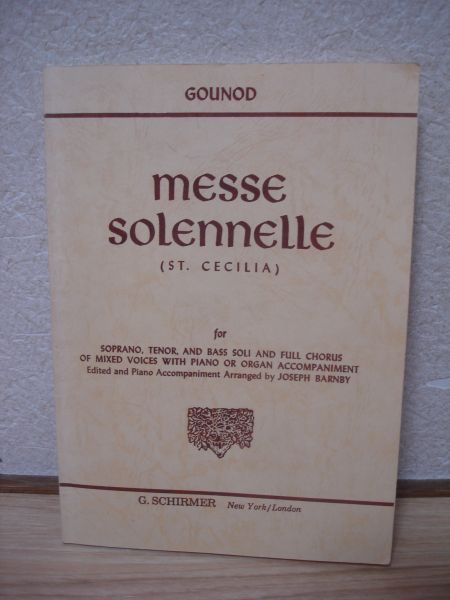 GOUNOD
messe
solennelle
(ST. CECILIA)
for
SOPRANO, TENOR, AND BASS SOLI AND FULL CHORUS
OF MIXED VOICES WITH PIANO OR ORGAN ACCOMPANIMENT
Edited and Piano Accompaniment Arranged by JOSEPH BARNBY
G. SCHIRMER New York/London